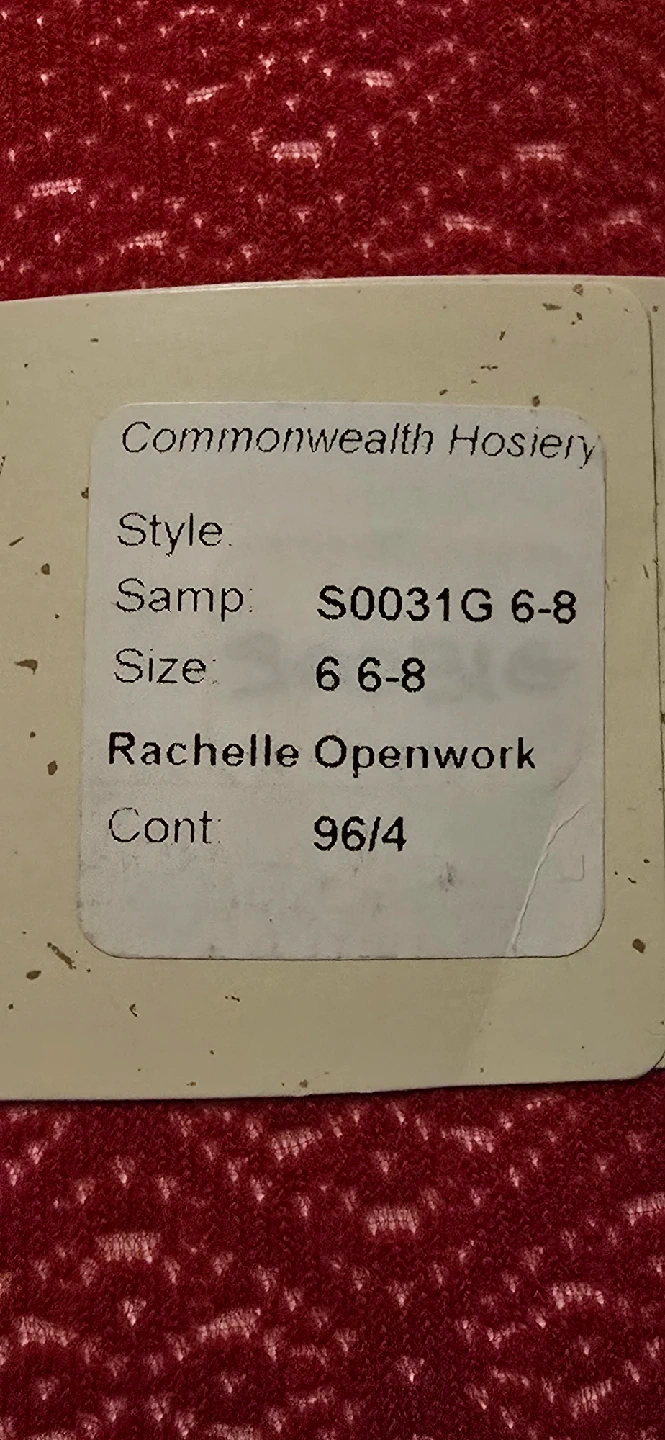 Commonwealth Hosiery
Style:
Samp: S0031G 6-8
Size: 6 6-8
Rachelle Openwork
Cont: 96/4